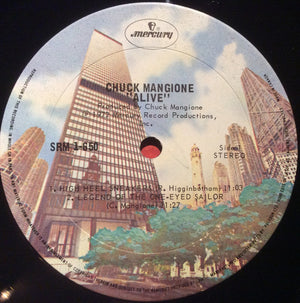 mercury
CHUCK MANGIONE
"ALIVE"
Produced by Chuck Mangione
℗ 1972 Mercury Record Productions,
Inc.
SRM 1-650
Side 1
STEREO
1. HIGH HEEL SNEAKERS (R. Higginbotham) 11:03
2. LEGEND OF THE ONE-EYED SAILOR
(C. Mangione) 21:27